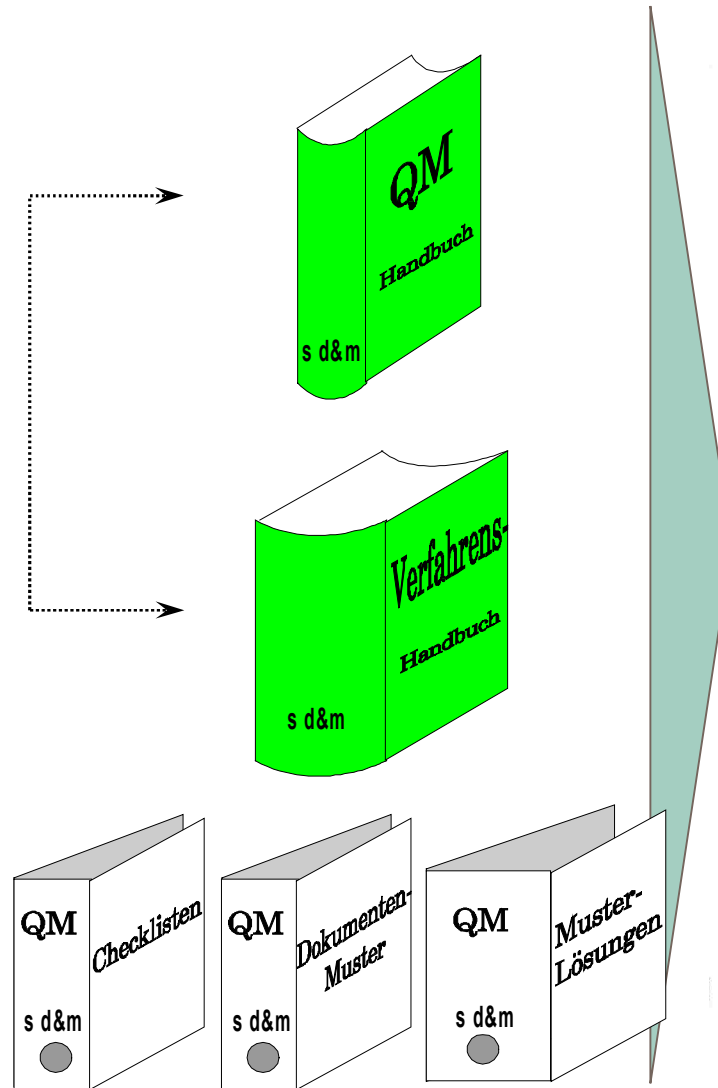 QM
Handbuch
s d&m
Verfahrens-
Handbuch
s d&m
QM
Checklisten
s d&m
QM
Dokumenten-
Muster
s d&m
QM
Muster-
Lösungen
s d&m